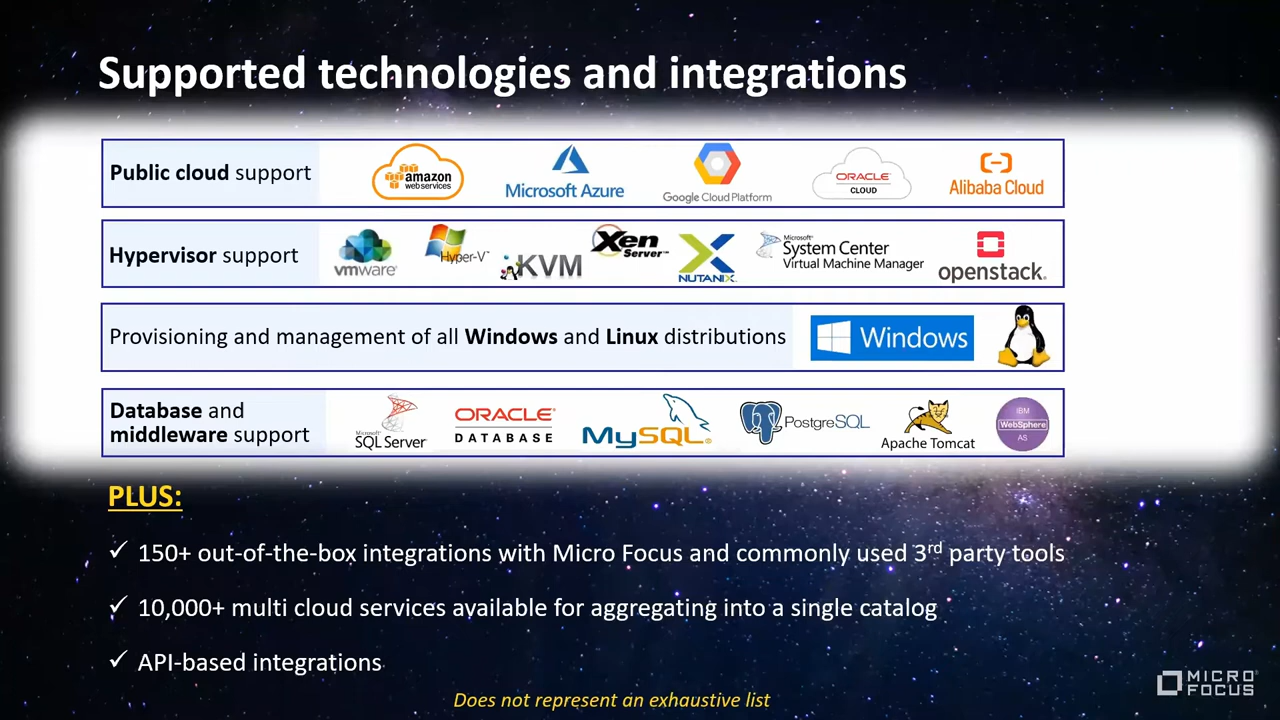 Supported technologies and integrations
Public cloud support
amazon
web services
Microsoft Azure
Google Cloud Platform
ORACLE
CLOUD
Alibaba Cloud
Hypervisor support
vmware®
Hyper-V™
KVM
Xen
Server™
NUTANIX™
Microsoft®
System Center
Virtual Machine Manager
openstack.
Provisioning and management of all Windows and Linux distributions
Windows
Database and
middleware support
Microsoft®
SQL Server
ORACLE®
DATABASE
MySQL®
PostgreSQL
Apache Tomcat
IBM
WebSphere
AS
PLUS:
✓ 150+ out-of-the-box integrations with Micro Focus and commonly used 3rd party tools
✓ 10,000+ multi cloud services available for aggregating into a single catalog
✓ API-based integrations
Does not represent an exhaustive list
MICRO
FOCUS